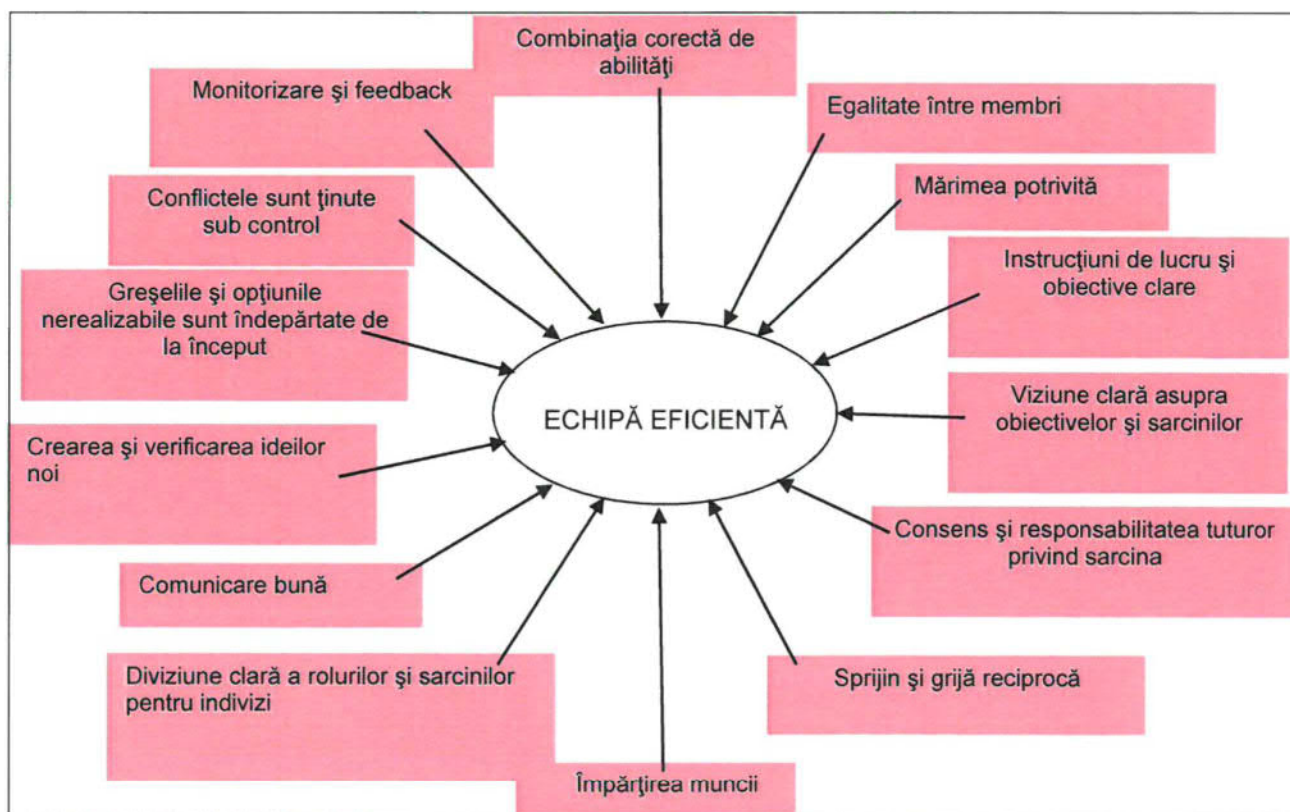 Combinaţia corectă de
abilităţi
Monitorizare şi feedback
Egalitate între membri
Conflictele sunt ţinute
sub control
Mărimea potrivită
Greşelile şi opţiunile
nerealizabile sunt îndepărtate de
la început
Instrucţiuni de lucru şi
obiective clare
ECHIPĂ EFICIENTĂ
Viziune clară asupra
obiectivelor şi sarcinilor
Crearea şi verificarea ideilor
noi
Consens şi responsabilitatea tuturor
privind sarcina
Comunicare bună
Diviziune clară a rolurilor şi sarcinilor
pentru indivizi
Sprijin şi grijă reciprocă
Împărţirea muncii